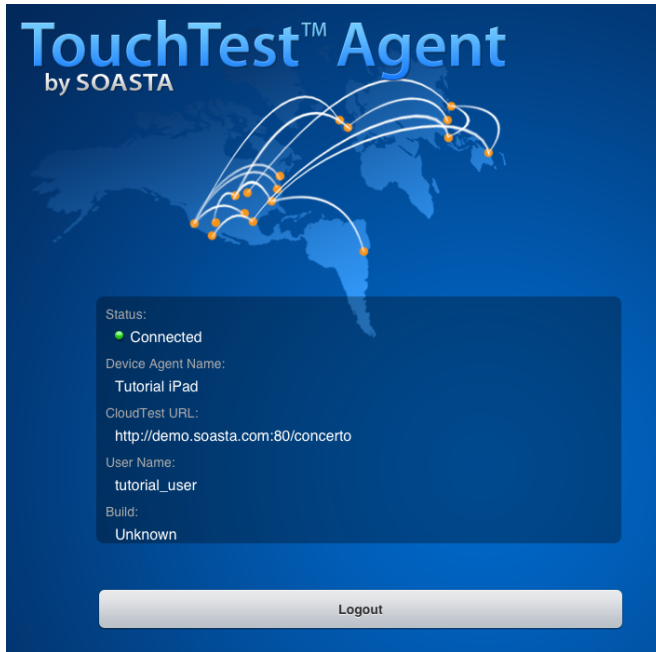 TouchTest™ Agent
by SOASTA
Status:
Connected
Device Agent Name:
Tutorial iPad
CloudTest URL:
http://demo.soasta.com:80/concerto
User Name:
tutorial_user
Build:
Unknown
Logout